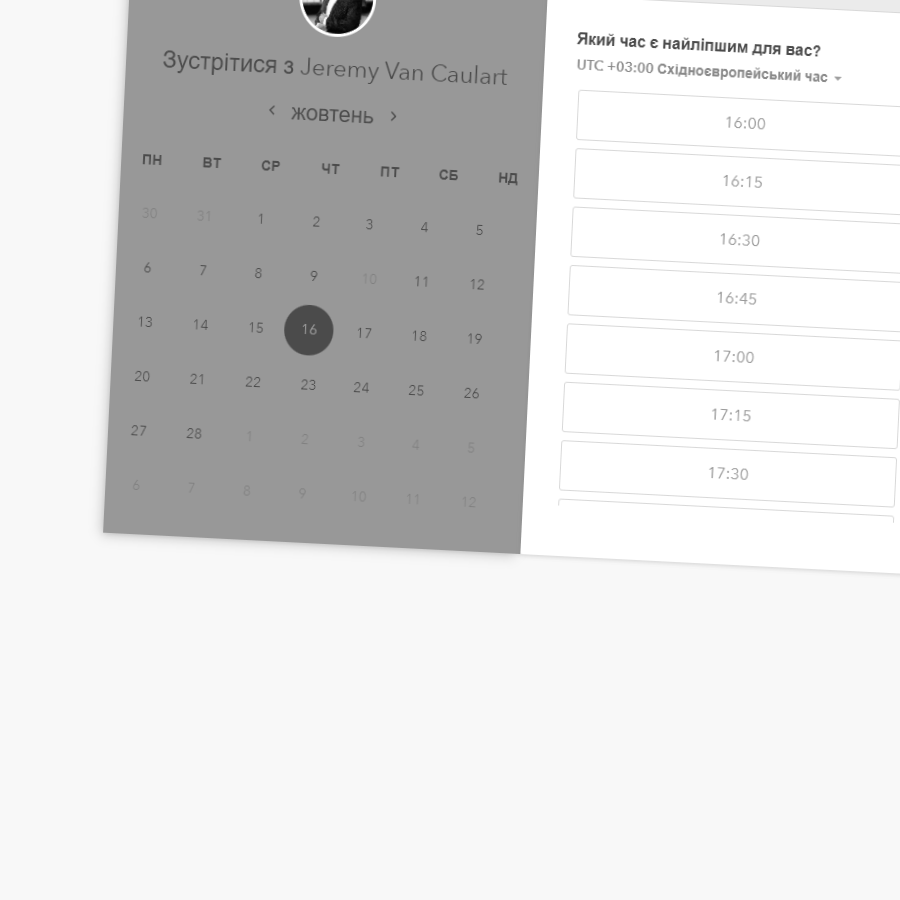 Зустрітися з Jeremy Van Caulart
‹ жовтень ›
ПН ВТ СР ЧТ ПТ СБ НД
30 31 1 2 3 4 5
6 7 8 9 10 11 12
13 14 15 16 17 18 19
20 21 22 23 24 25 26
27 28 1 2 3 4 5
6 7 8 9 10 11 12
Який час є найліпшим для вас?
UTC +03:00 Східноєвропейський час
16:00
16:15
16:30
16:45
17:00
17:15
17:30